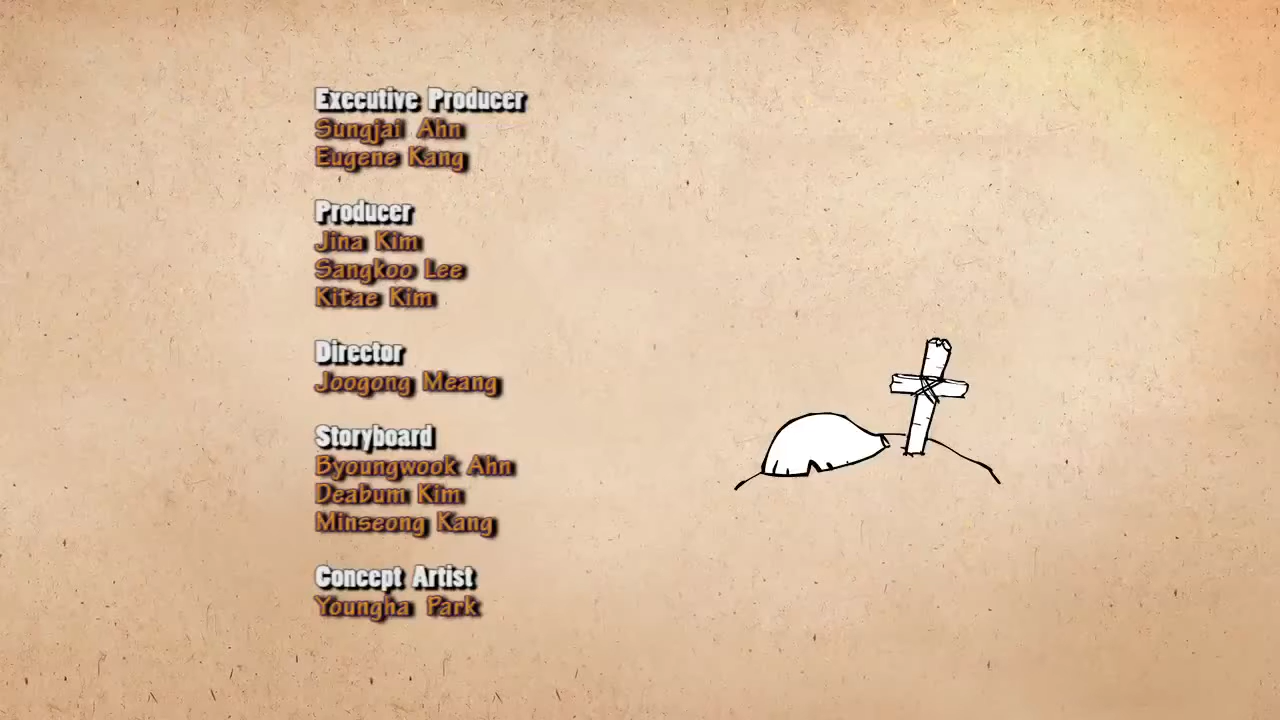 Executive Producer
Sungjai Ahn
Eugene Kang
Producer
Jina Kim
Sangkoo Lee
Kitae Kim
Director
Joogong Meang
Storyboard
Byoungwook Ahn
Deabum Kim
Minseong Kang
Concept Artist
Youngha Park